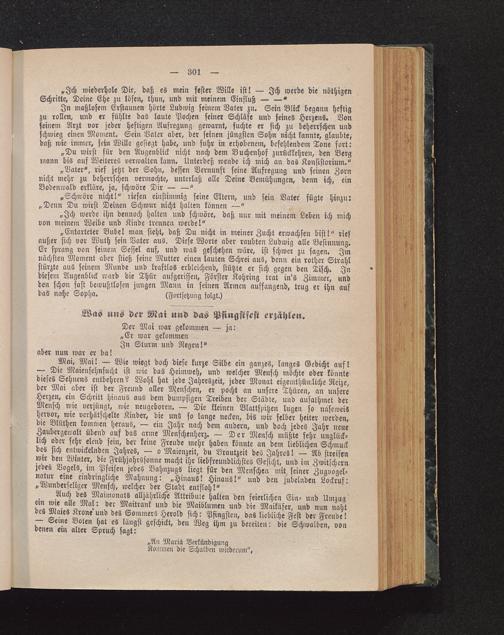 — 301 —
„Ich wiederhole Dir, daß es mein fester Wille ist! — Ich werde die nöthigen
Schritte, Deine Ehe zu lösen, thun, und mit meinem Einfluß — —“
In maßlosem Erstaunen hörte Ludwig seinem Vater zu. Sein Blick begann heftig
zu rollen, und er fühlte das laute Pochen seiner Schläfe und seines Herzens. Von
seinem Arzt vor jeder heftigen Aufregung gewarnt, suchte er sich zu beherrschen und
schwieg einen Moment. Sein Vater aber, der seinen jüngsten Sohn nicht kannte, glaubte,
daß wie immer, sein Wille gesiegt habe, und fuhr in erhobenem, befehlendem Tone fort:
„Du wirst für den Augenblick nicht nach dem Buchenhof zurückkehren, den Berg
mann bis auf Weiteres verwalten kann. Unterdeß wende ich mich an das Konsistorium.“
„Vater“, rief jetzt der Sohn, dessen Vernunft seine Aufregung und seinen Zorn
nicht mehr zu beherrschen vermochte, unterlaß alle Deine Bemühungen, denn ich, ein
Bodenwald erkläre, ja, schwöre Dir — —“
„Schwöre nicht!“ riefen einstimmig seine Eltern, und sein Vater fügte hinzu:
„Denn Du wirst Deinen Schwur nicht halten können —“
„Ich werde ihn dennoch halten und schwöre, daß nur mit meinem Leben ich mich
von meinem Weibe und Kinde trennen werde!“
„Entarteter Bube! man sieht, daß Du nicht in meiner Zucht erwachsen bist!“ rief
außer sich vor Wuth sein Vater aus. Diese Worte aber raubten Ludwig alle Besinnung.
Er sprang von seinem Sessel auf, und was geschehen wäre, ist schwer zu sagen. Im
nächsten Moment aber stieß seine Mutter einen lauten Schrei aus, denn ein rother Strahl
stürzte aus seinem Munde und kraftlos erbleichend, stützte er sich gegen den Tisch. In
diesem Augenblick ward die Thür aufgerissen, Förster Rohring trat in’s Zimmer, und
den schon fast bewußtlosen jungen Mann in seinen Armen auffangend, trug er ihn auf
das nahe Sopha.
(Fortsetzung folgt.)
Was uns der Mai und das Pfingstfest erzählen.
Der Mai war gekommen — ja:
„Er war gekommen
In Sturm und Regen!“
aber nun war er da!
Mai, Mai! — Wie wiegt doch diese kurze Silbe ein ganzes, langes Gedicht auf!
— Die Maiensehnsucht ist wie das Heimweh, und welcher Mensch möchte oder könnte
dieses Sehnens entbehren? Wohl hat jede Jahreszeit, jeder Monat eigenthümliche Reize,
der Mai aber ist der Freund aller Menschen, er pocht an unsere Thüren, an unsere
Herzen, ein Schritt hinaus aus dem dumpfigen Treiben der Städte, und aufathmet der
Mensch wie verjüngt, wie neugeboren. — Die kleinen Blattspitzen lugen so naseweis
hervor, wie verhätschelte Kinder, die uns so lange necken, bis wir selber heiter werden,
die Blüthen kommen heraus, — ein Jahr nach dem andern, und doch jedes Jahr neue
Zaubergewalt übend auf das arme Menschenherz. — Der Mensch müßte sehr unglück-
lich oder sehr elend sein, der keine Freude mehr haben könnte an dem lieblichen Schmuck
des sich entwickelnden Jahres, — o Maienzeit, du Brautzeit des Jahres! — Ab streifen
wir den Winter, die Frühjahrssonne macht ihr liebfreundlichstes Gesicht, und im Zwitschern
jedes Vogels, im Pfeifen jedes Bahnzugs liegt für den Menschen mit seiner Zugvogel-
natur eine eindringliche Mahnung: „Hinaus! Hinaus!“ und den jubelnden Lockruf:
„Wunderseliger Mensch, welcher der Stadt entfloh!“
Auch des Maimonats alljährliche Attribute halten den feierlichen Ein- und Umzug
ein wie alle Mal: der Maitrank und die Maiblumen und die Maikäfer, und nun naht
des Maies Krone und des Sommers Herold sich: Pfingsten, das liebliche Fest der Freude!
— Seine Boten hat es längst geschickt, den Weg ihm zu bereiten: die Schwalben, von
denen ein alter Spruch sagt:
„An Mariä Verkündigung
Kommen die Schalben wiederum“,